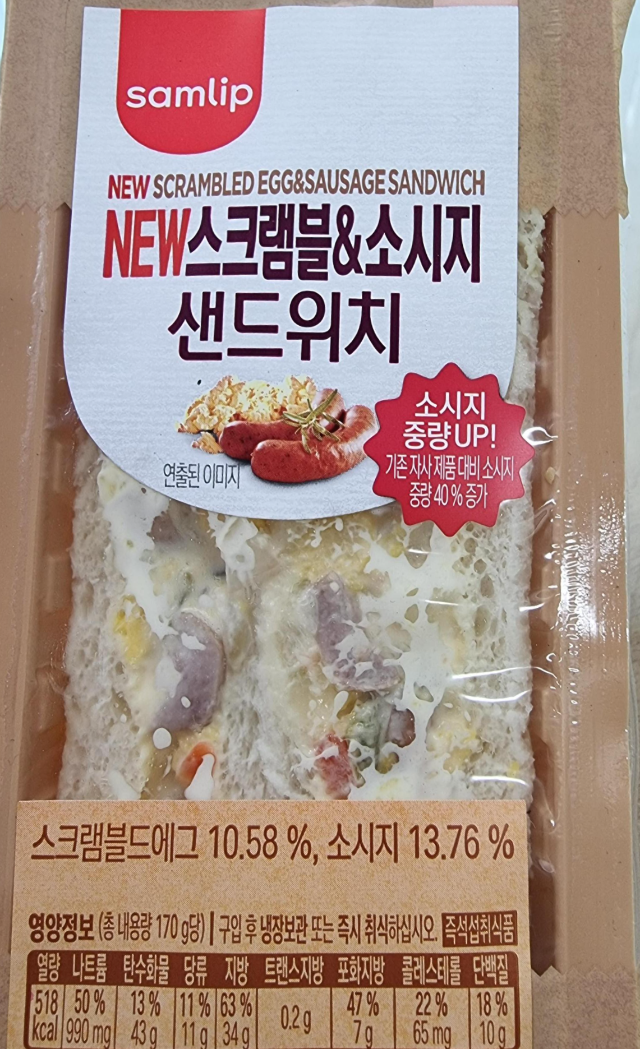 samlip
NEW SCRAMBLED EGG&SAUSAGE SANDWICH
NEW스크램블&소시지
샌드위치
소시지
중량 UP!
기존 자사 제품 대비 소시지
중량 40 % 증가
연출된 이미지
스크램블드에그 10.58 %, 소시지 13.76 %
영양정보 (총 내용량 170 g당) | 구입 후 냉장보관 또는 즉시 취식하십시오. 즉석섭취식품
열량 나트륨 탄수화물 당류 지방 트랜스지방 포화지방 콜레스테롤 단백질
518 50 % 13 % 11 % 63 % 0.2 g 47 % 22 % 18 %
kcal 990 mg 43 g 11 g 34 g 7 g 65 mg 10 g